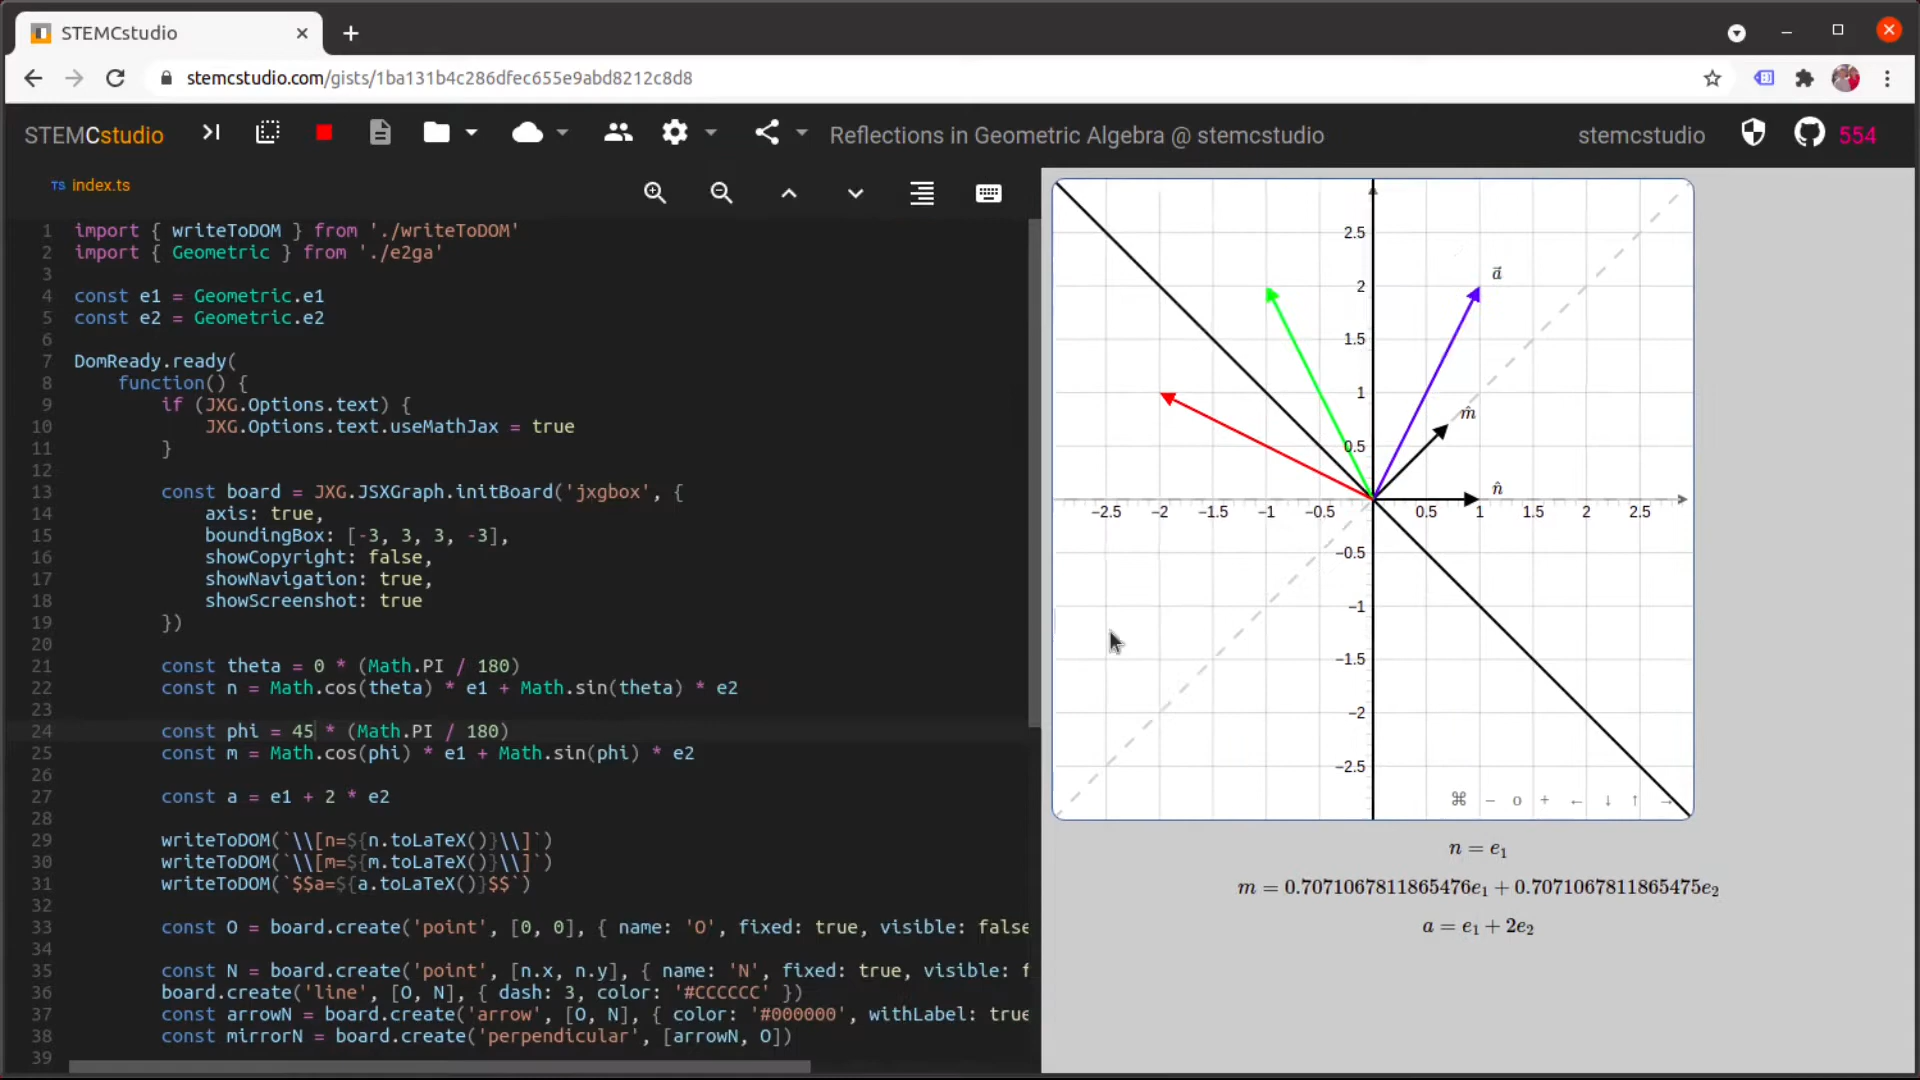 STEMCstudio
stemcstudio.com/gists/1ba131b4c286dfec655e9abd8212c8d8
STEMCstudio
Reflections in Geometric Algebra @ stemcstudio
stemcstudio
554
TS index.ts
1 import { writeToDOM } from './writeToDOM'
2 import { Geometric } from './e2ga'
3
4 const e1 = Geometric.e1
5 const e2 = Geometric.e2
6
7 DomReady.ready(
8 function() {
9 if (JXG.Options.text) {
10 JXG.Options.text.useMathJax = true
11 }
12
13 const board = JXG.JSXGraph.initBoard('jxgbox', {
14 axis: true,
15 boundingBox: [-3, 3, 3, -3],
16 showCopyright: false,
17 showNavigation: true,
18 showScreenshot: true
19 })
20
21 const theta = 0 * (Math.PI / 180)
22 const n = Math.cos(theta) * e1 + Math.sin(theta) * e2
23
24 const phi = 45 * (Math.PI / 180)
25 const m = Math.cos(phi) * e1 + Math.sin(phi) * e2
26
27 const a = e1 + 2 * e2
28
29 writeToDOM(`\\[n=${n.toLaTeX()}\\]`)
30 writeToDOM(`\\[m=${m.toLaTeX()}\\]`)
31 writeToDOM(`$$a=${a.toLaTeX()}$$`)
32
33 const O = board.create('point', [0, 0], { name: 'O', fixed: true, visible: false
34
35 const N = board.create('point', [n.x, n.y], { name: 'N', fixed: true, visible: f
36 board.create('line', [O, N], { dash: 3, color: '#CCCCCC' })
37 const arrowN = board.create('arrow', [O, N], { color: '#000000', withLabel: true
38 const mirrorN = board.create('perpendicular', [arrowN, O])
39
2.5
a⃗
2
1.5
1
m̂
0.5
n̂
−2.5 −2 −1.5 −1 −0.5 0.5 1 1.5 2 2.5
−0.5
−1
−1.5
−2
−2.5
⌘ – o + ← ↓ ↑ →
n = e₁
m = 0.7071067811865476e₁ + 0.7071067811865475e₂
a = e₁ + 2e₂